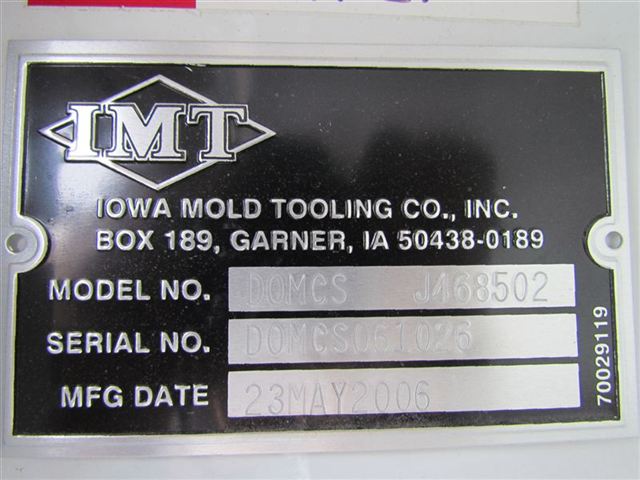 IMT
IOWA MOLD TOOLING CO., INC.
BOX 189, GARNER, IA 50438-0189
MODEL NO. DOMCS J468502
SERIAL NO. DOMCS061026
MFG DATE 23MAY2006
70029119